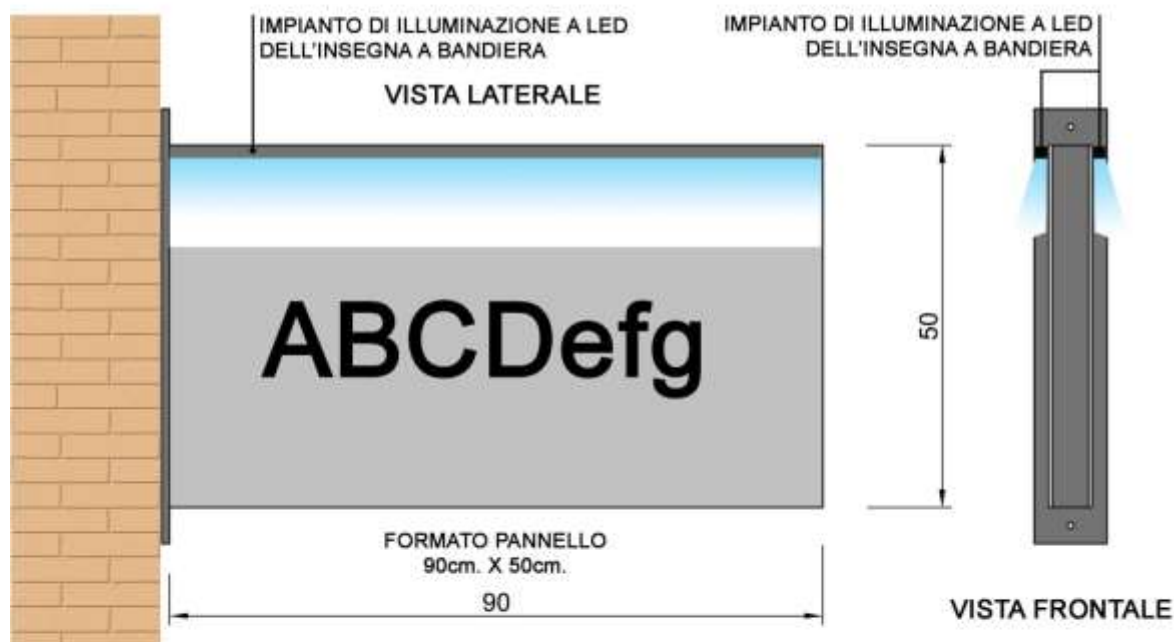 IMPIANTO DI ILLUMINAZIONE A LED
DELL'INSEGNA A BANDIERA
IMPIANTO DI ILLUMINAZIONE A LED
DELL'INSEGNA A BANDIERA
VISTA LATERALE
ABCDefg
50
FORMATO PANNELLO
90cm. X 50cm.
90
VISTA FRONTALE